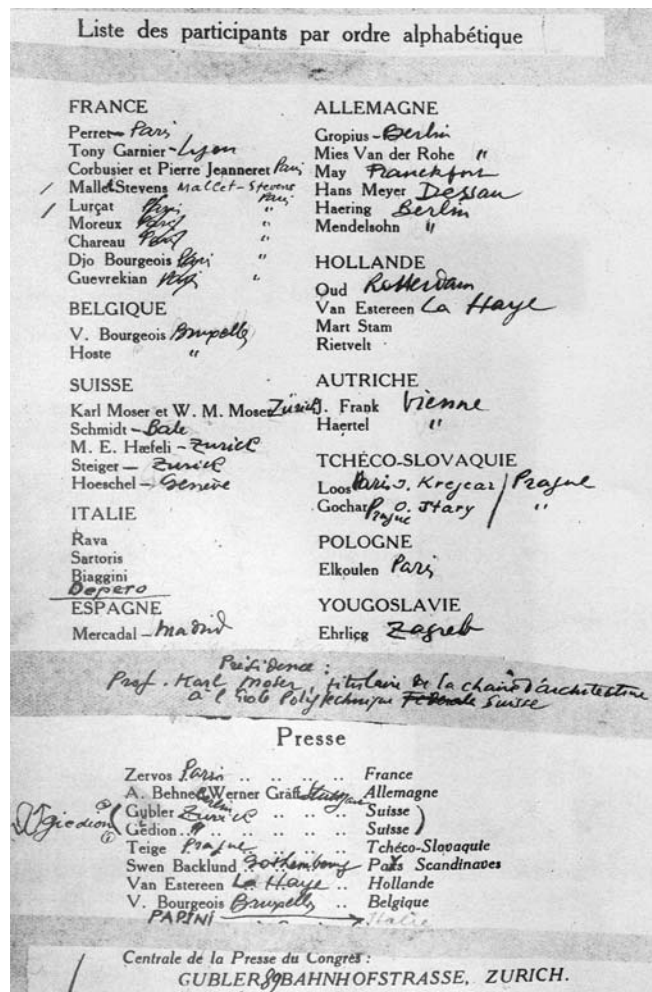 Liste des participants par ordre alphabétique
FRANCE
Perret - Paris
Tony Garnier - Lyon
Corbusier et Pierre Jeanneret Paris
Mallet Stevens Mallet-Stevens Paris
Lurçat Paris "
Moreux Paris "
Chareau Paris "
Djo Bourgeois Paris "
Guevrekian Paris "
BELGIQUE
V. Bourgeois Bruxelles
Hoste "
SUISSE
Karl Moser et W. M. Moser Zürich
Schmidt - Bale
M. E. Hæfeli - Zurich
Steiger - Zurich
Hoeschel - Genève
ITALIE
Rava
Sartoris
Biaggini
Depero
ESPAGNE
Mercadal - Madrid
ALLEMAGNE
Gropius - Berlin
Mies Van der Rohe "
May Franckfort
Hans Meyer Dessau
Haering Berlin
Mendelsohn "
HOLLANDE
Oud Rotterdam
Van Estereen La Haye
Mart Stam
Rietvelt
AUTRICHE
J. Frank Vienne
Haertel "
TCHÉCO-SLOVAQUIE
Loos Paris J. Krejcar / Prague
Gochar Prague O. Stary / "
POLOGNE
Elkoulen Paris
YOUGOSLAVIE
Ehrlicg Zagreb
Présidence :
Prof. Karl Moser, titulaire de la chaire d'architecture
à l'Ecole Polytechnique Féderale Suisse
Presse
Zervos Paris .. .. .. .. France
A. Behne Berlin Werner Gräff Stuttgart Allemagne
Gubler Zurich .. .. .. Suisse
Dr Giedion Gedion .. " .. .. .. Suisse
Teige Prague .. .. .. Tchéco-Slovaquie
Swen Backlund Gothembourg Pays Scandinaves
Van Estereen La Haye .. Hollande
V. Bourgeois Bruxelles .. Belgique
PAPINI Italie
Centrale de la Presse du Congrès :
GUBLER 89 BAHNHOFSTRASSE, ZURICH.